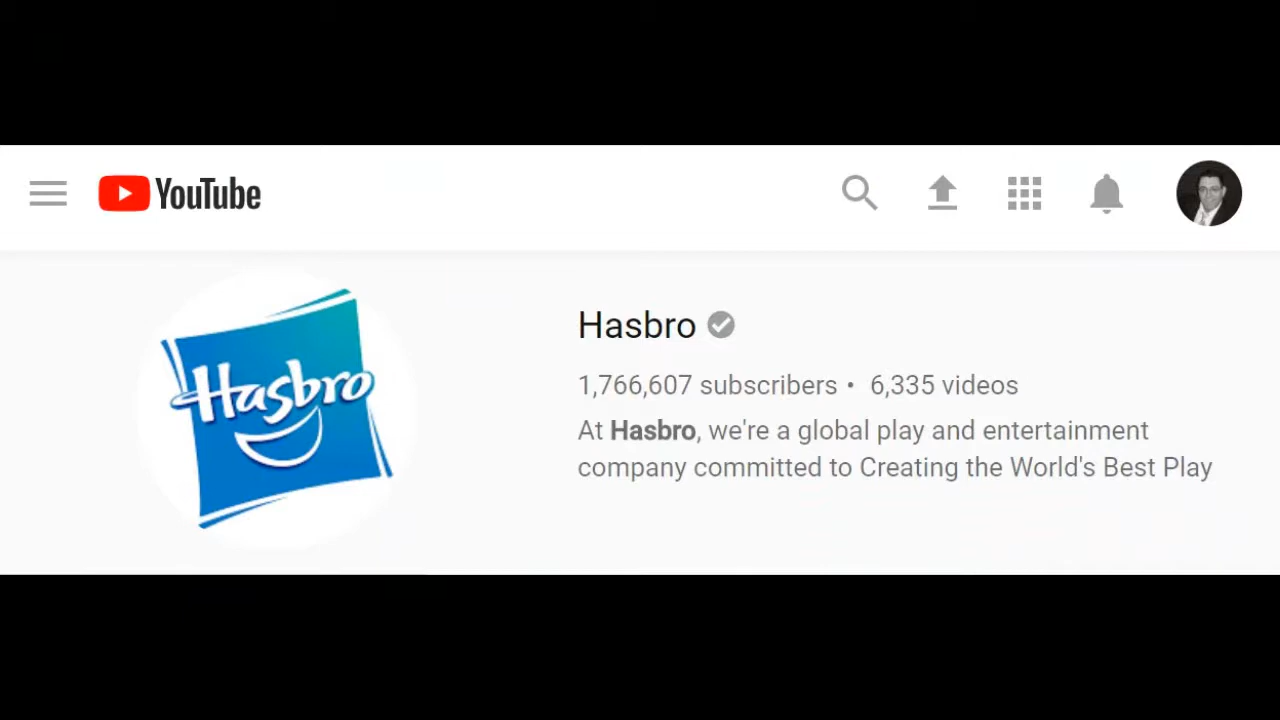 YouTube
Hasbro
Hasbro
1,766,607 subscribers • 6,335 videos
At Hasbro, we're a global play and entertainment
company committed to Creating the World's Best Play